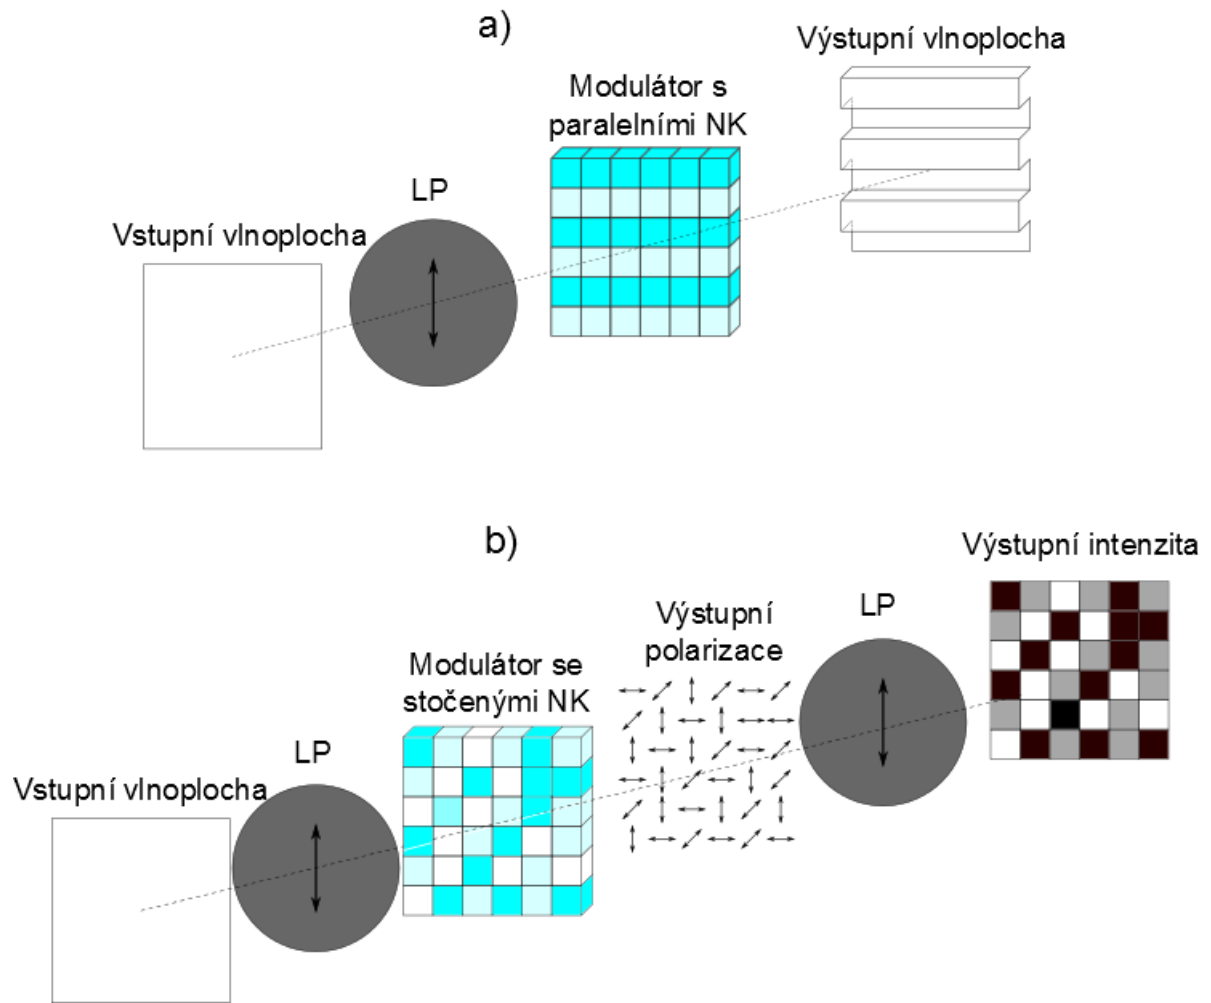 a)
Výstupní vlnoplocha
Modulátor s
paralelními NK
LP
Vstupní vlnoplocha
b)
Výstupní intenzita
LP
Výstupní
polarizace
Modulátor se
stočenými NK
LP
Vstupní vlnoplocha